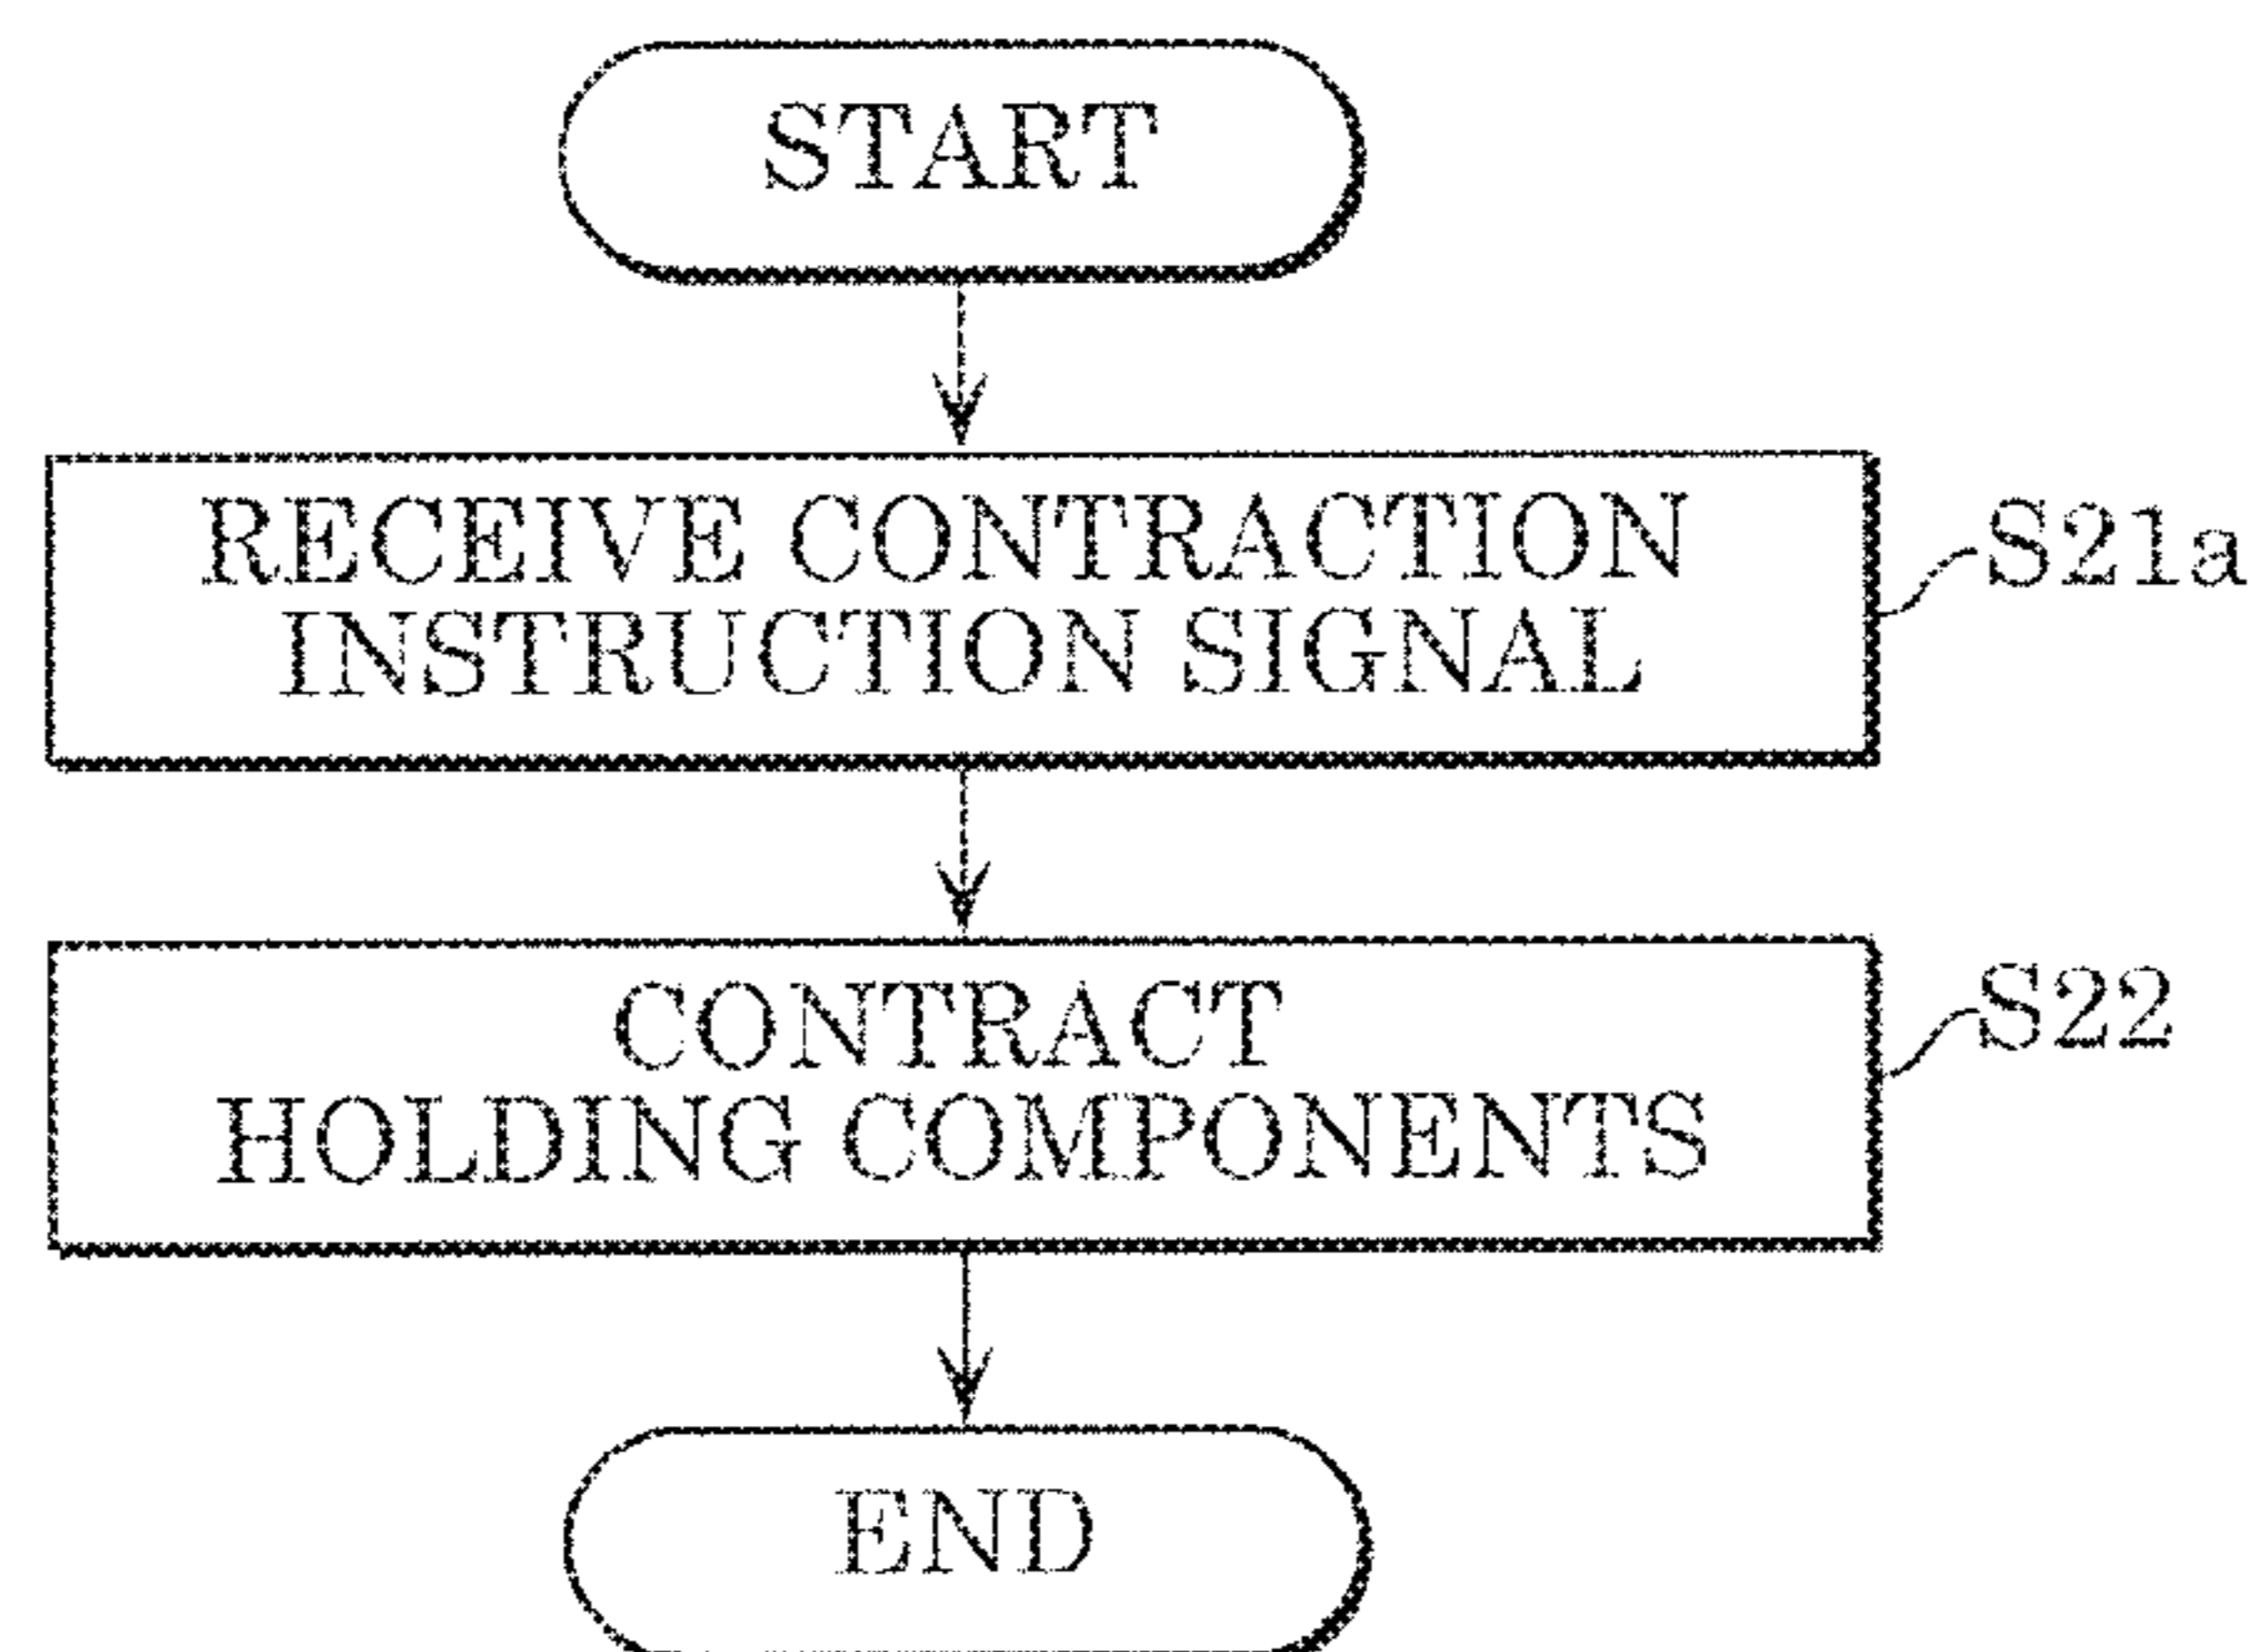 START
RECEIVE CONTRACTION
INSTRUCTION SIGNAL
S21a
CONTRACT
HOLDING COMPONENTS
S22
END